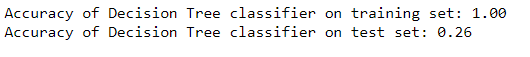 Accuracy of Decision Tree classifier on training set: 1.00
Accuracy of Decision Tree classifier on test set: 0.26